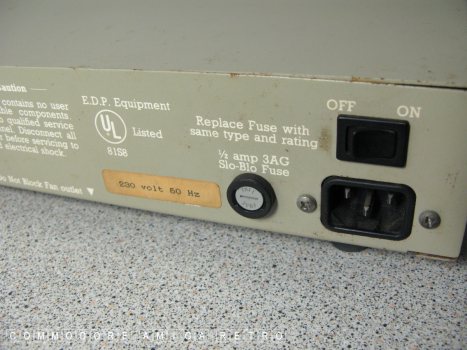 Caution —
contains no user
able components.
o qualified service
nel. Disconnect all
before servicing to
d electrical shock.
Do Not Block Fan outlet ▼
E.D.P. Equipment
UL
Listed
81S8
230 volt 50 Hz
Replace Fuse with
same type and rating
½ amp 3AG
Slo-Blo Fuse
OFF ON
COMMODORE AMIGA RETRO